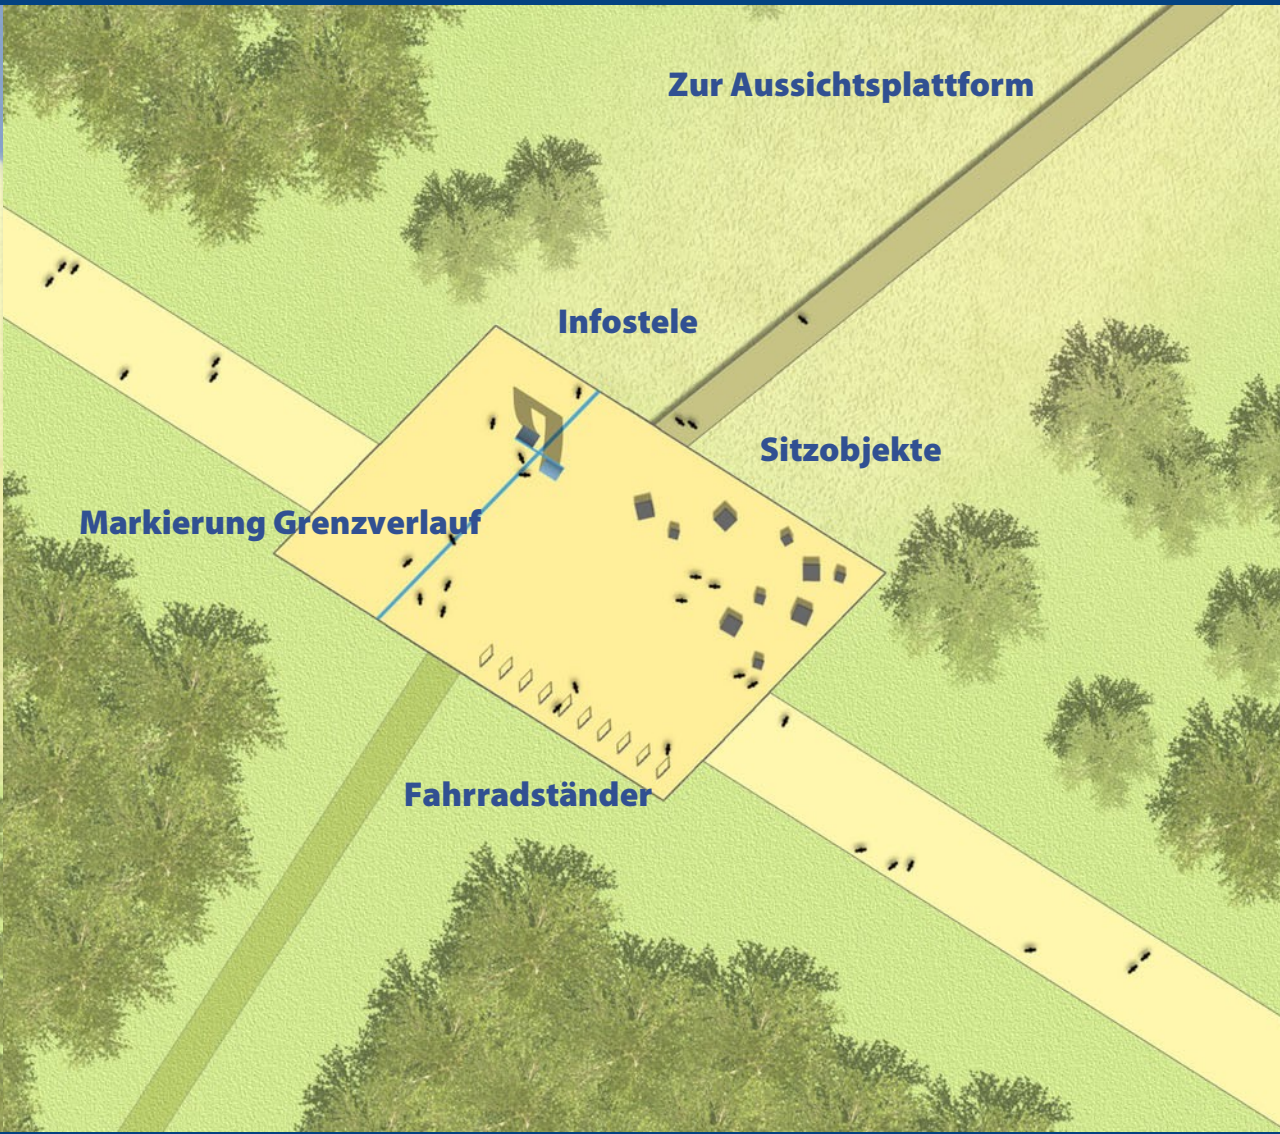 Zur Aussichtsplattform
Infostele
Sitzobjekte
Markierung Grenzverlauf
Fahrradständer